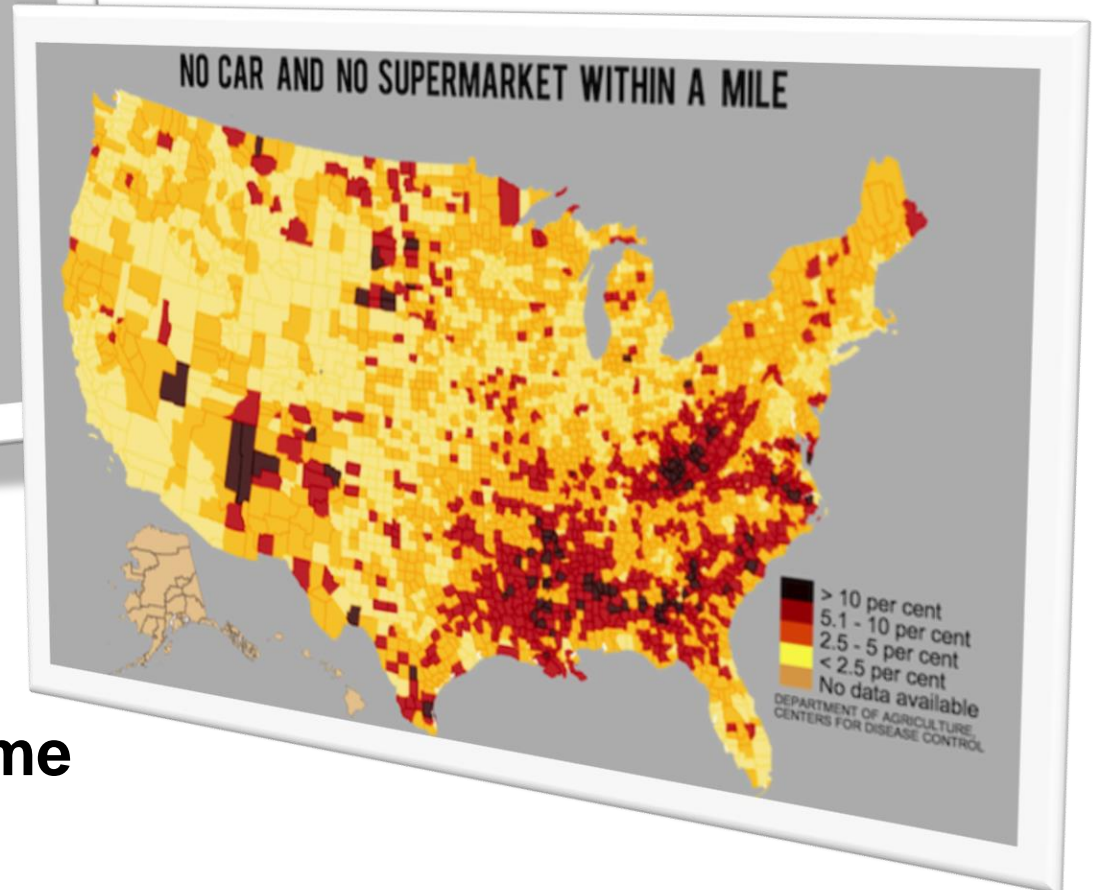 NO CAR AND NO SUPERMARKET WITHIN A MILE
> 10 per cent
5.1 - 10 per cent
2.5 - 5 per cent
< 2.5 per cent
No data available
DEPARTMENT OF AGRICULTURE,
CENTERS FOR DISEASE CONTROL
me